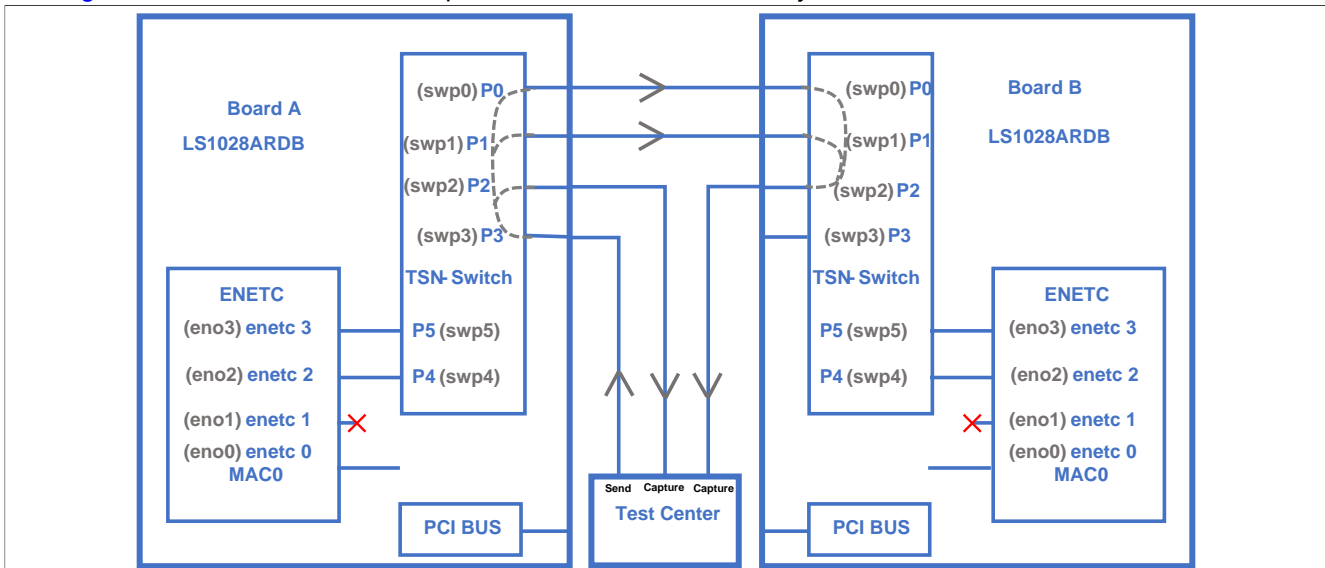 Board A
LS1028ARDB
(swp0) P0
(swp1) P1
(swp2) P2
(swp3) P3
TSN- Switch
P5 (swp5)
P4 (swp4)
ENETC
(eno3) enetc 3
(eno2) enetc 2
(eno1) enetc 1
(eno0) enetc 0
MAC0
PCI BUS
Send Capture Capture
Test Center
(swp0) P0
(swp1) P1
(swp2) P2
(swp3) P3
TSN- Switch
P5 (swp5)
P4 (swp4)
Board B
LS1028ARDB
ENETC
(eno3) enetc 3
(eno2) enetc 2
(eno1) enetc 1
(eno0) enetc 0
MAC0
PCI BUS